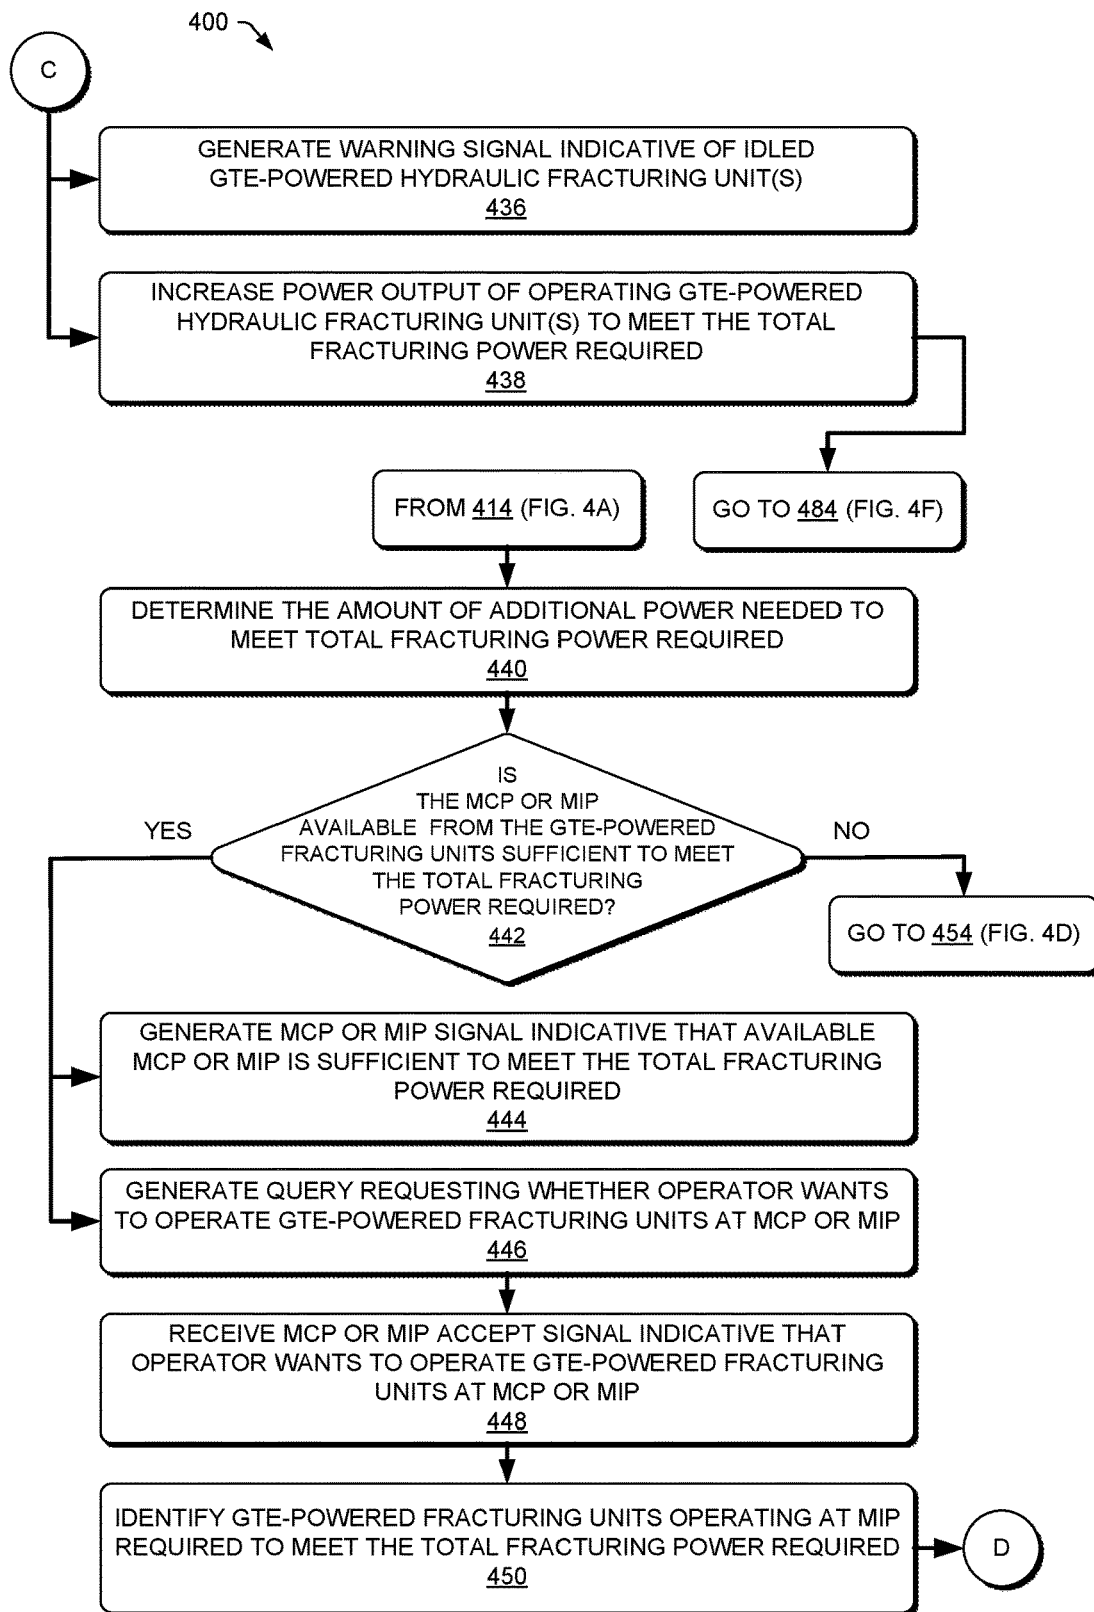 400
C
GENERATE WARNING SIGNAL INDICATIVE OF IDLED
GTE-POWERED HYDRAULIC FRACTURING UNIT(S)
436
INCREASE POWER OUTPUT OF OPERATING GTE-POWERED
HYDRAULIC FRACTURING UNIT(S) TO MEET THE TOTAL
FRACTURING POWER REQUIRED
438
FROM 414 (FIG. 4A)
GO TO 484 (FIG. 4F)
DETERMINE THE AMOUNT OF ADDITIONAL POWER NEEDED TO
MEET TOTAL FRACTURING POWER REQUIRED
440
IS
THE MCP OR MIP
AVAILABLE FROM THE GTE-POWERED
FRACTURING UNITS SUFFICIENT TO MEET
THE TOTAL FRACTURING
POWER REQUIRED?
442
YES
NO
GO TO 454 (FIG. 4D)
GENERATE MCP OR MIP SIGNAL INDICATIVE THAT AVAILABLE
MCP OR MIP IS SUFFICIENT TO MEET THE TOTAL FRACTURING
POWER REQUIRED
444
GENERATE QUERY REQUESTING WHETHER OPERATOR WANTS
TO OPERATE GTE-POWERED FRACTURING UNITS AT MCP OR MIP
446
RECEIVE MCP OR MIP ACCEPT SIGNAL INDICATIVE THAT
OPERATOR WANTS TO OPERATE GTE-POWERED FRACTURING
UNITS AT MCP OR MIP
448
IDENTIFY GTE-POWERED FRACTURING UNITS OPERATING AT MIP
REQUIRED TO MEET THE TOTAL FRACTURING POWER REQUIRED
450
D